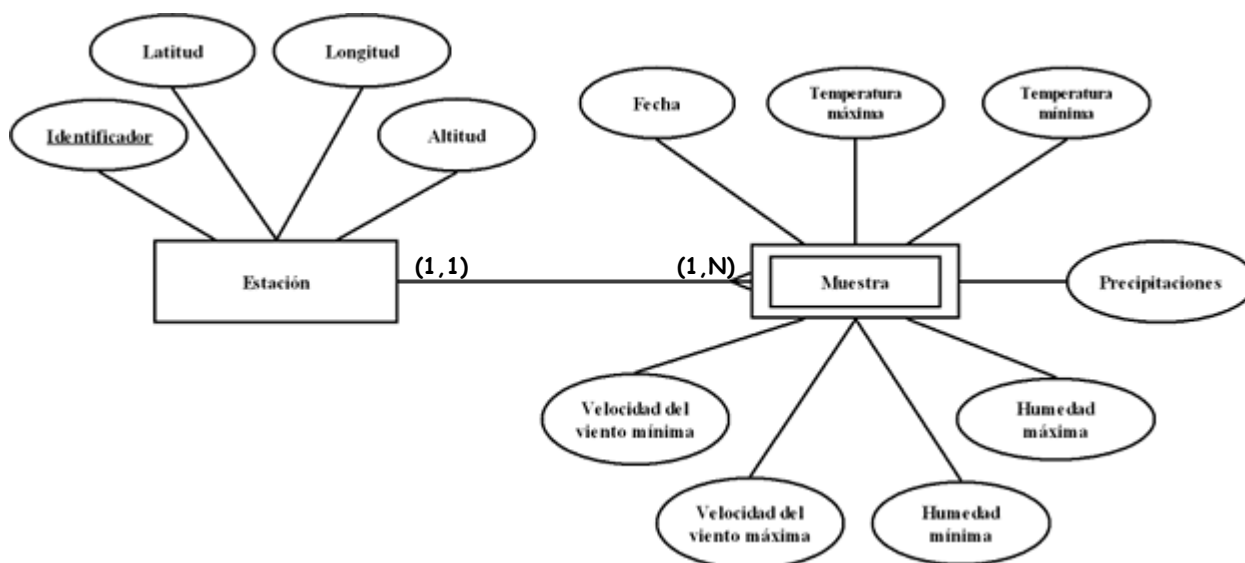 Latitud
Longitud
Identificador
Altitud
Fecha
Temperatura
máxima
Temperatura
mínima
Estación
(1,1)
(1,N)
Muestra
Precipitaciones
Velocidad del
viento mínima
Humedad
máxima
Velocidad del
viento máxima
Humedad
mínima